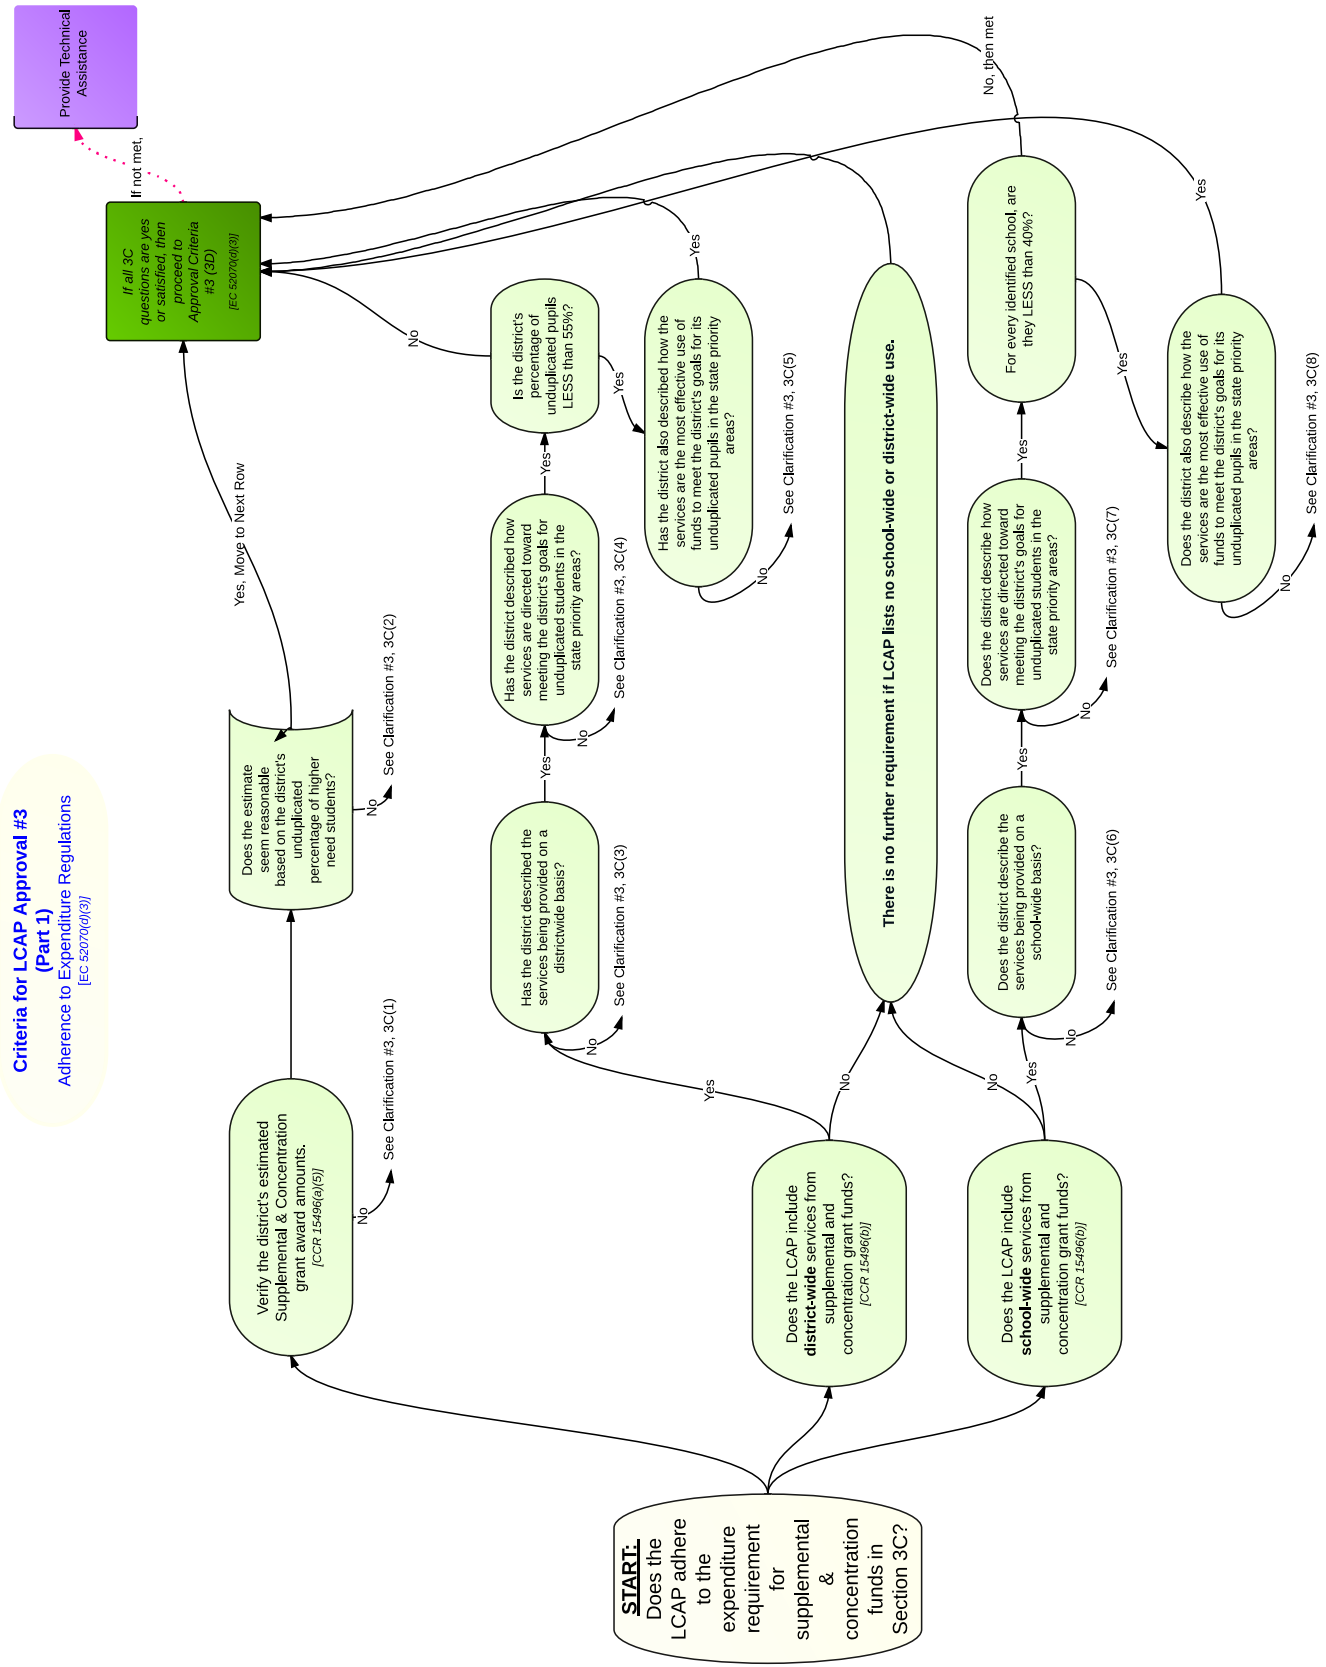 Criteria for LCAP Approval #3
(Part 1)
Adherence to Expenditure Regulations
[EC 52070(d)(3)]
START:
Does the
LCAP adhere
to the
expenditure
requirement
for
supplemental
&
concentration
funds in
Section 3C?
Verify the district's estimated
Supplemental & Concentration
grant award amounts.
[CCR 15496(a)(5)]
No
See Clarification #3, 3C(1)
Does the estimate
seem reasonable
based on the district's
unduplicated
percentage of higher
need students?
No
See Clarification #3, 3C(2)
Yes, Move to Next Row
If all 3C
questions are yes
or satisfied, then
proceed to
Approval Criteria
#3 (3D)
[EC 52070(d)(3)]
If not met,
Provide Technical
Assistance
Does the LCAP include
district-wide services from
supplemental and
concentration grant funds?
[CCR 15496(b)]
Yes
No
Has the district described the
services being provided on a
districtwide basis?
No
See Clarification #3, 3C(3)
Yes
Has the district described how
services are directed toward
meeting the district's goals for
unduplicated students in the
state priority areas?
No
See Clarification #3, 3C(4)
Yes
Is the district's
percentage of
unduplicated pupils
LESS than 55%?
No
Yes
Has the district also described how the
services are the most effective use of
funds to meet the district's goals for its
unduplicated pupils in the state priority
areas?
Yes
No
See Clarification #3, 3C(5)
There is no further requirement if LCAP lists no school-wide or district-wide use.
Does the LCAP include
school-wide services from
supplemental and
concentration grant funds?
[CCR 15496(b)]
No
Yes
Does the district describe the
services being provided on a
school-wide basis?
No
See Clarification #3, 3C(6)
Yes
Does the district describe how
services are directed toward
meeting the district's goals for
unduplicated students in the
state priority areas?
No
See Clarification #3, 3C(7)
Yes
For every identified school, are
they LESS than 40%?
No, then met
Yes
Does the district also describe how the
services are the most effective use of
funds to meet the district's goals for its
unduplicated pupils in the state priority
areas?
Yes
No
See Clarification #3, 3C(8)